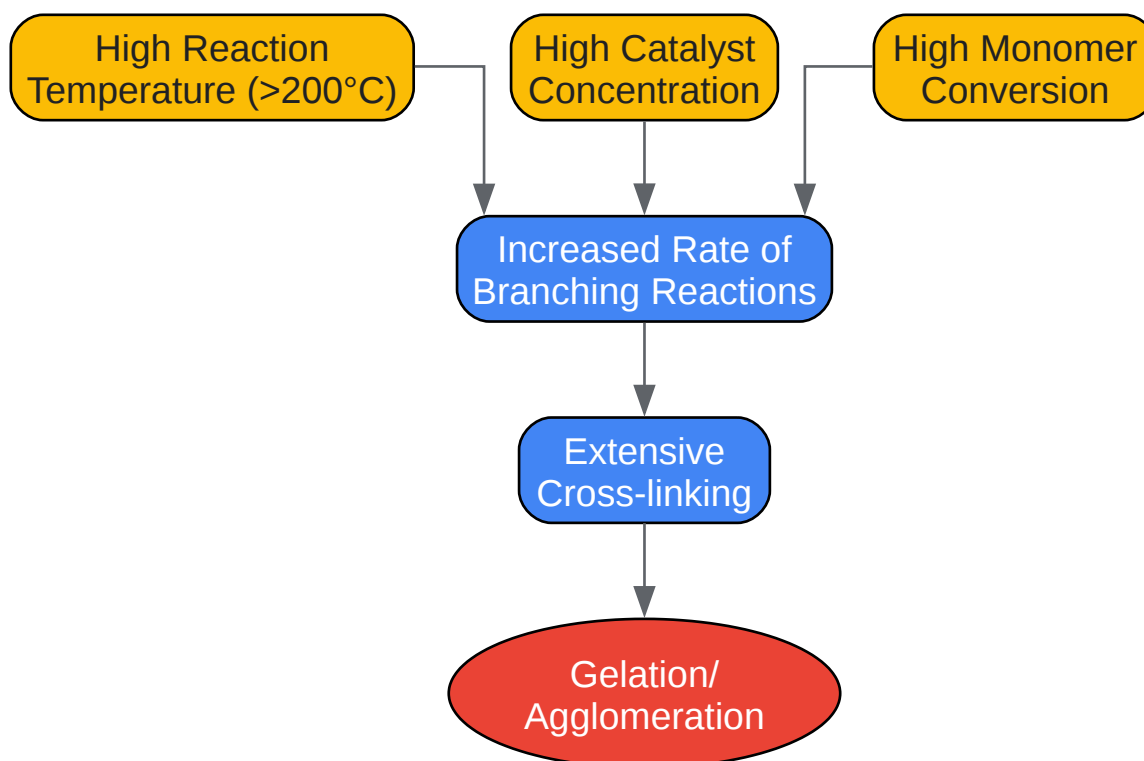 High Reaction
Temperature (>200°C)
High Catalyst
Concentration
High Monomer
Conversion
Increased Rate of
Branching Reactions
Extensive
Cross-linking
Gelation/
Agglomeration